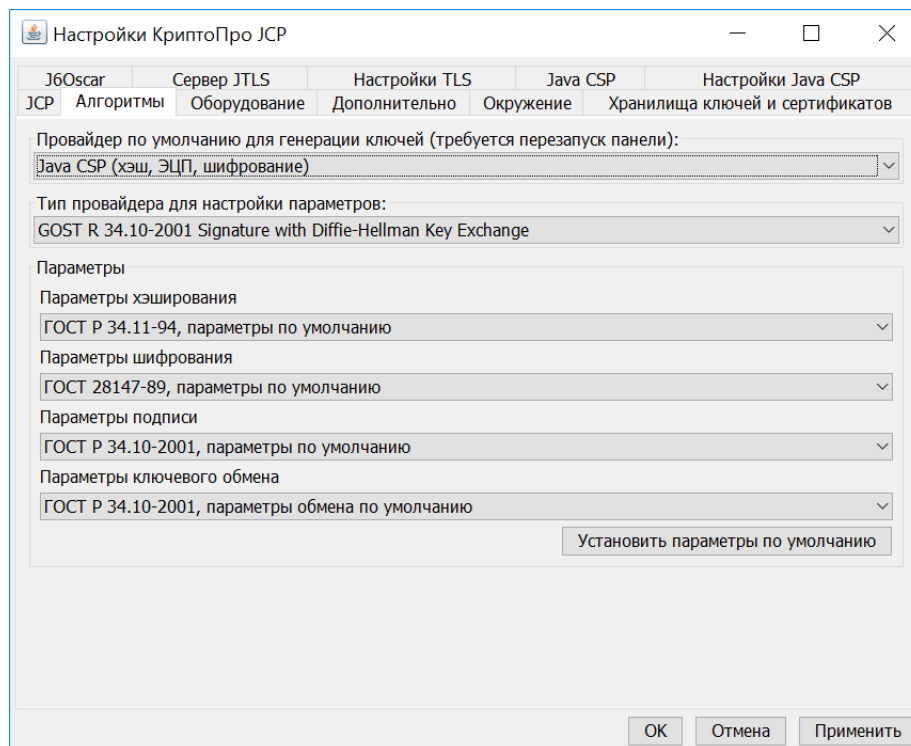 Настройки КриптоПро JCP
J6Oscar Сервер JTLS Настройки TLS Java CSP Настройки Java CSP
JCP Алгоритмы Оборудование Дополнительно Окружение Хранилища ключей и сертификатов
Провайдер по умолчанию для генерации ключей (требуется перезапуск панели):
Java CSP (хэш, ЭЦП, шифрование)
Тип провайдера для настройки параметров:
GOST R 34.10-2001 Signature with Diffie-Hellman Key Exchange
Параметры
Параметры хэширования
ГОСТ Р 34.11-94, параметры по умолчанию
Параметры шифрования
ГОСТ 28147-89, параметры по умолчанию
Параметры подписи
ГОСТ Р 34.10-2001, параметры по умолчанию
Параметры ключевого обмена
ГОСТ Р 34.10-2001, параметры обмена по умолчанию
Установить параметры по умолчанию
OK Отмена Применить